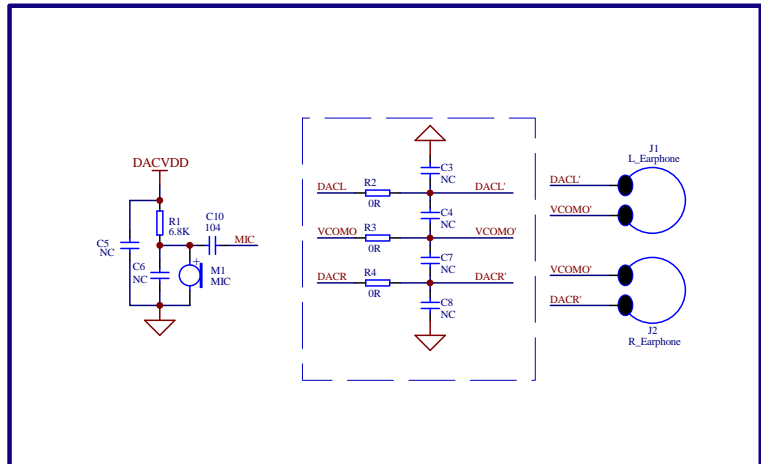 DACVDD
R1
6.8K
C10
104
MIC
C5
NC
C6
NC
M1
MIC
C3
NC
DACL
R2
0R
DACL'
C4
NC
VCOMO
R3
0R
VCOMO'
C7
NC
DACR
R4
0R
DACR'
C8
NC
J1
L_Earphone
DACL'
VCOMO'
VCOMO'
DACR'
J2
R_Earphone